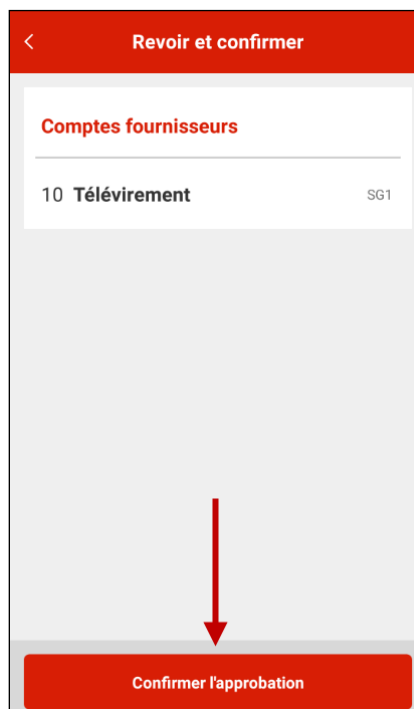 Revoir et confirmer
Comptes fournisseurs
10 Télévirement SG1
Confirmer l'approbation